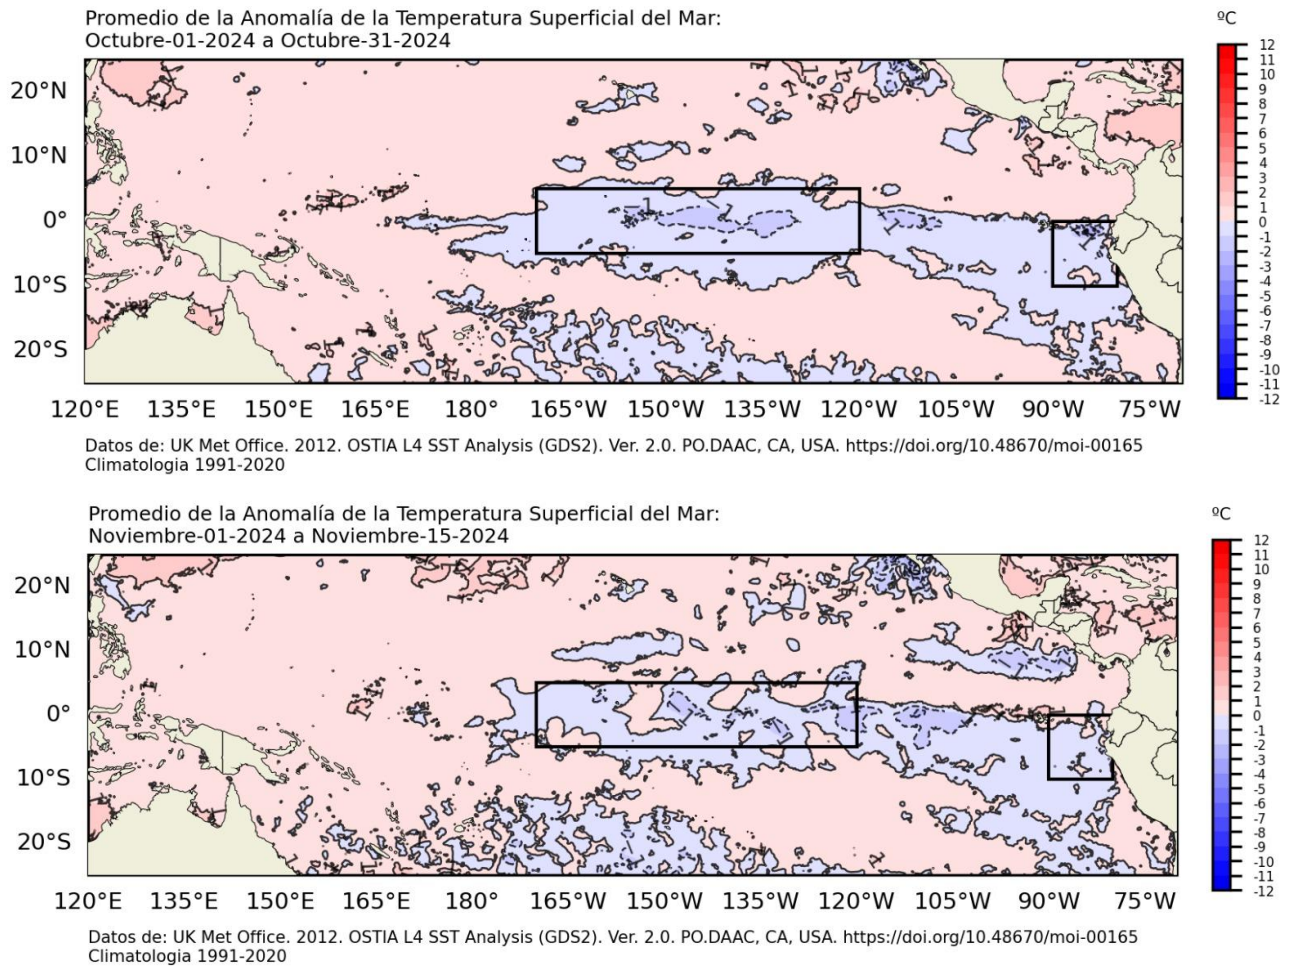 Promedio de la Anomalía de la Temperatura Superficial del Mar:
Octubre-01-2024 a Octubre-31-2024
ºC
12
11
10
9
8
7
6
5
4
3
2
1
0
-1
-2
-3
-4
-5
-6
-7
-8
-9
-10
-11
-12
20°N
10°N
0°
10°S
20°S
120°E 135°E 150°E 165°E 180° 165°W 150°W 135°W 120°W 105°W 90°W 75°W
Datos de: UK Met Office. 2012. OSTIA L4 SST Analysis (GDS2). Ver. 2.0. PO.DAAC, CA, USA. https://doi.org/10.48670/moi-00165
Climatologia 1991-2020
Promedio de la Anomalía de la Temperatura Superficial del Mar:
Noviembre-01-2024 a Noviembre-15-2024
ºC
12
11
10
9
8
7
6
5
4
3
2
1
0
-1
-2
-3
-4
-5
-6
-7
-8
-9
-10
-11
-12
20°N
10°N
0°
10°S
20°S
120°E 135°E 150°E 165°E 180° 165°W 150°W 135°W 120°W 105°W 90°W 75°W
Datos de: UK Met Office. 2012. OSTIA L4 SST Analysis (GDS2). Ver. 2.0. PO.DAAC, CA, USA. https://doi.org/10.48670/moi-00165
Climatologia 1991-2020